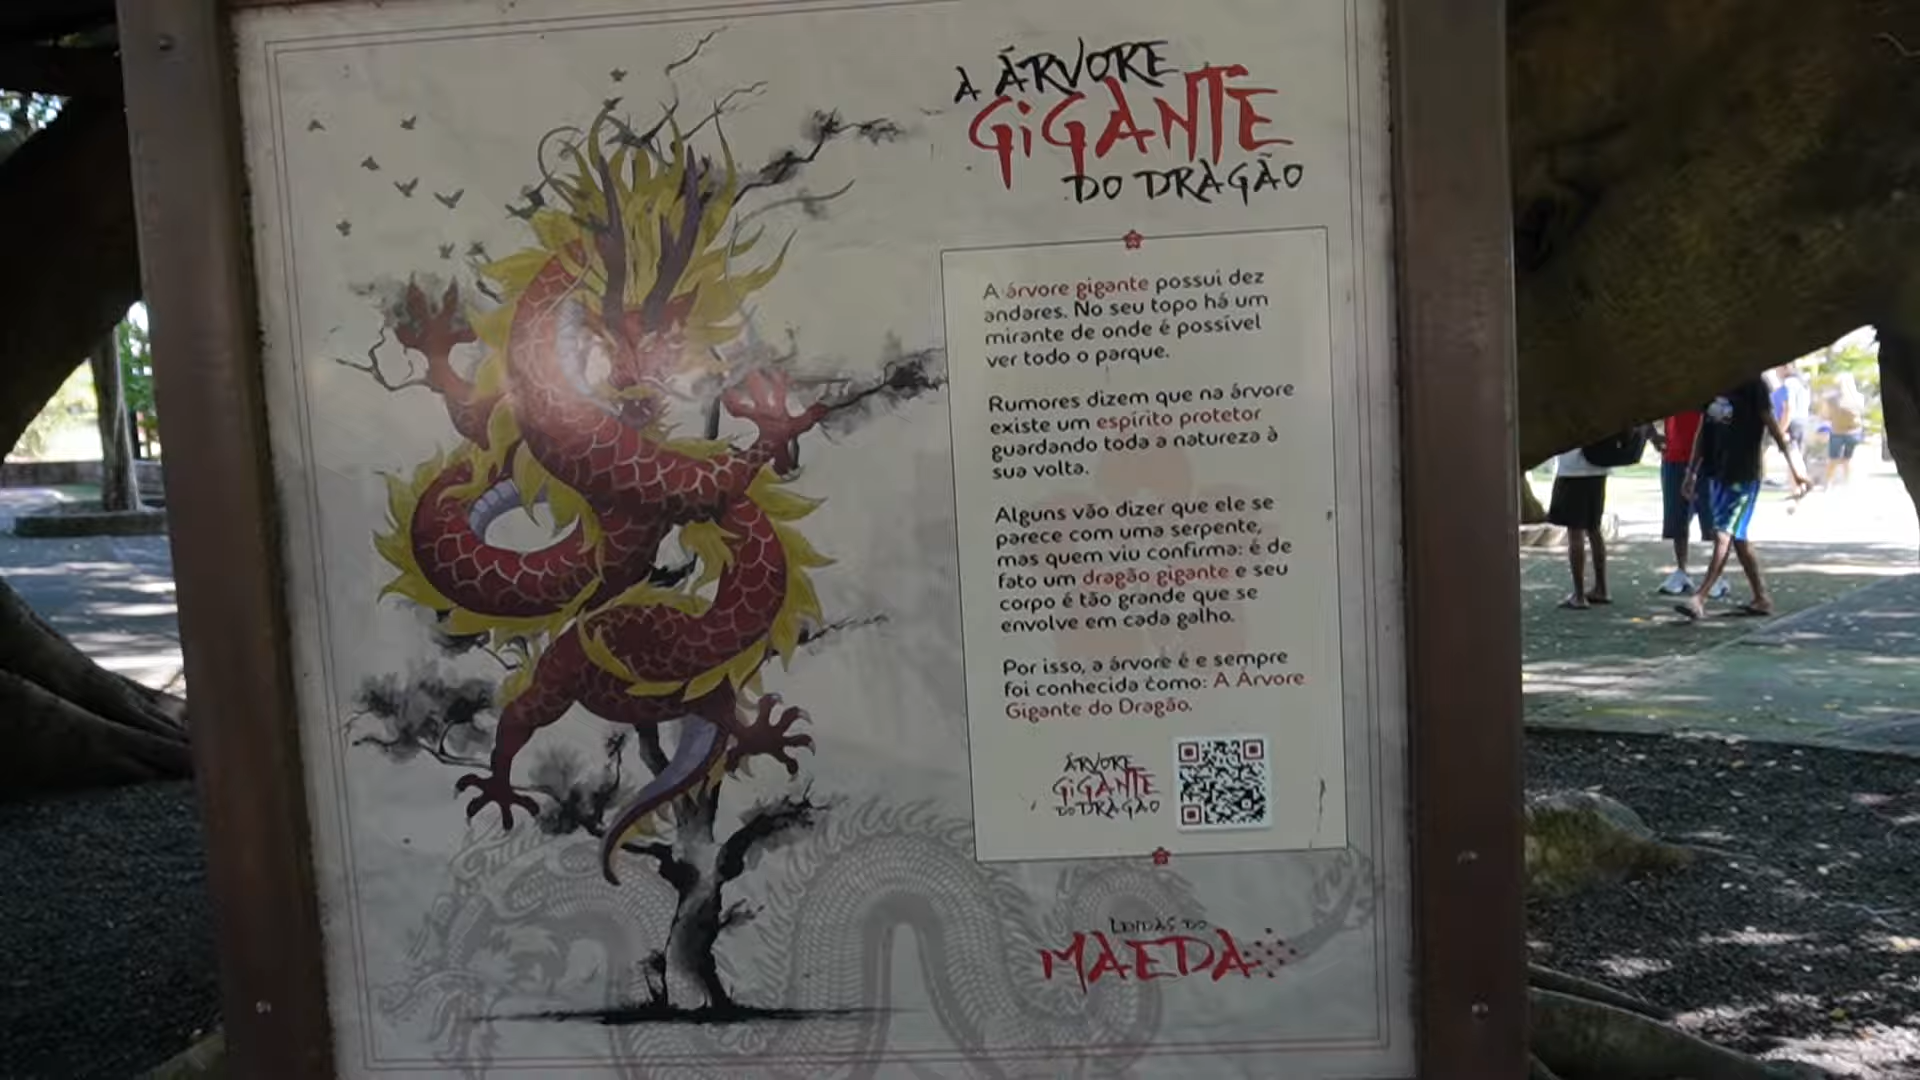 A ÁRVORE
GIGANTE
DO DRAGÃO
A árvore gigante possui dez
andares. No seu topo há um
mirante de onde é possível
ver todo o parque.
Rumores dizem que na árvore
existe um espírito protetor
guardando toda a natureza à
sua volta.
Alguns vão dizer que ele se
parece com uma serpente,
mas quem viu confirma: é de
fato um dragão gigante e seu
corpo é tão grande que se
envolve em cada galho.
Por isso, a árvore é e sempre
foi conhecida como: A Árvore
Gigante do Dragão.
ÁRVORE
GIGANTE
DO DRAGÃO
LENDAS DO
MAEDA